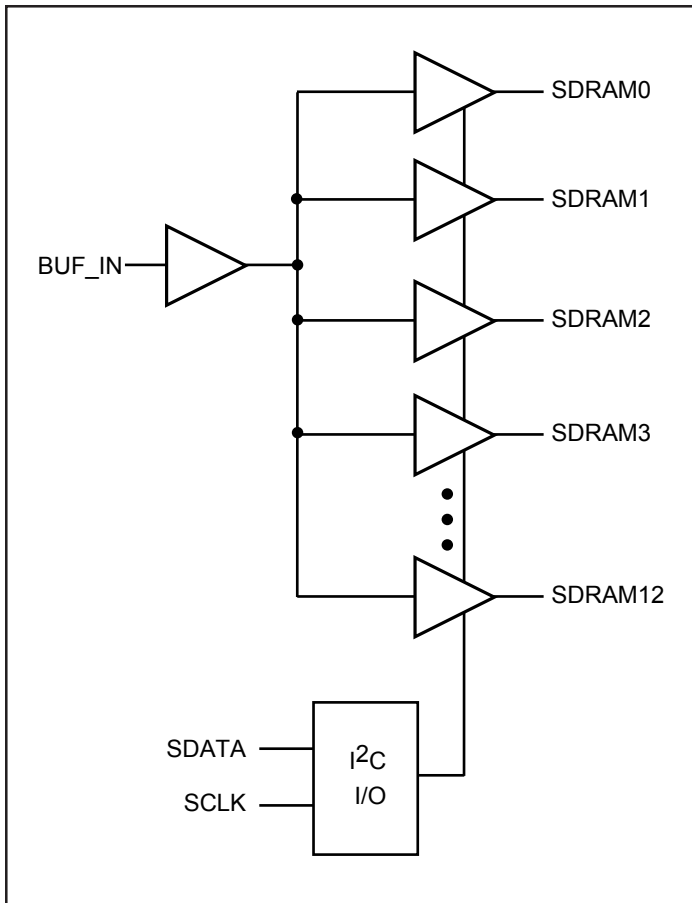 SDRAM0
SDRAM1
BUF_IN
SDRAM2
SDRAM3
SDRAM12
SDATA
I²C
I/O
SCLK